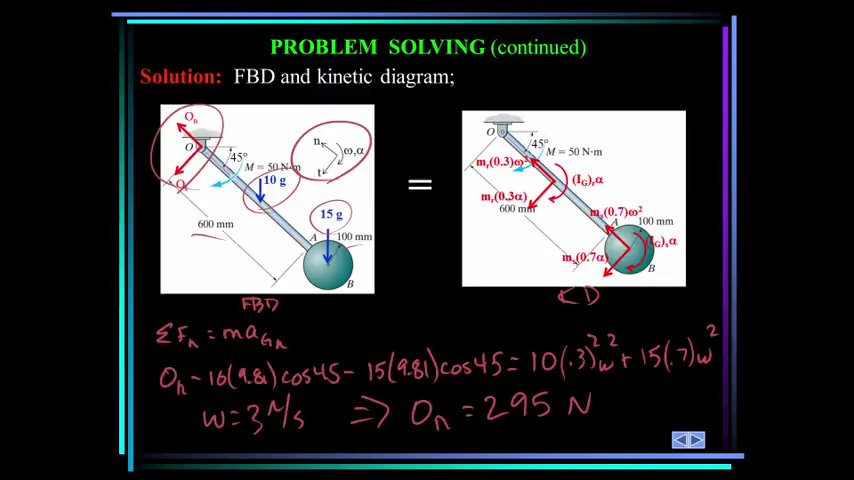 PROBLEM SOLVING (continued)
Solution: FBD and kinetic diagram;
On
O
45°
M = 50 N·m
10 g
15 g
600 mm
A
100 mm
B
n
t
ω,α
=
O
45°
M = 50 N·m
mr(0.3)ω²
(IG)rα
mr(0.3α)
600 mm
ms(0.7)ω²
A
100 mm
(IG)sα
ms(0.7α)
B
FBD
KD
ΣFn = maGn
On - 10(9.81)cos45 - 15(9.81)cos45 = 10(.3)²ω² + 15(.7)ω²
ω = 3 r/s ⇒ On = 295 N